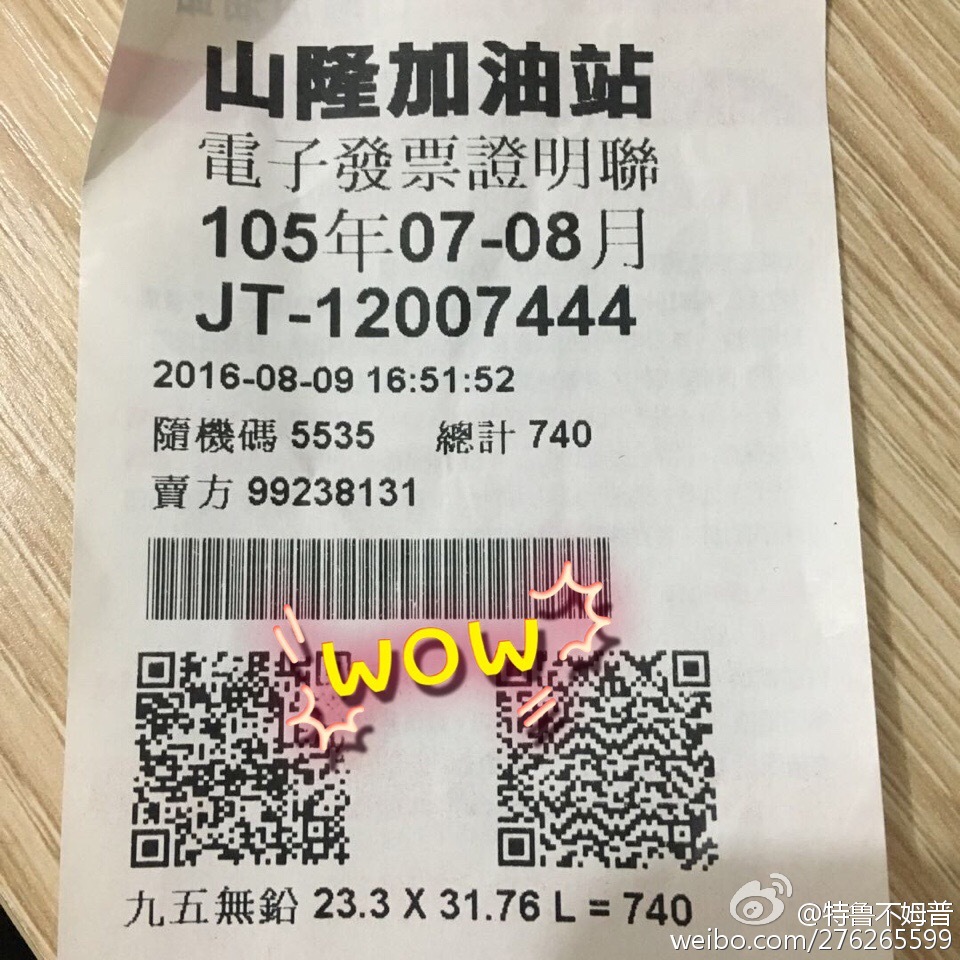 山隆加油站
電子發票證明聯
105年07-08月
JT-12007444
2016-08-09 16:51:52
隨機碼 5535 總計 740
賣方 99238131
WOW
九五無鉛 23.3 X 31.76 L = 740
@特鲁不姆普
weibo.com/276265599